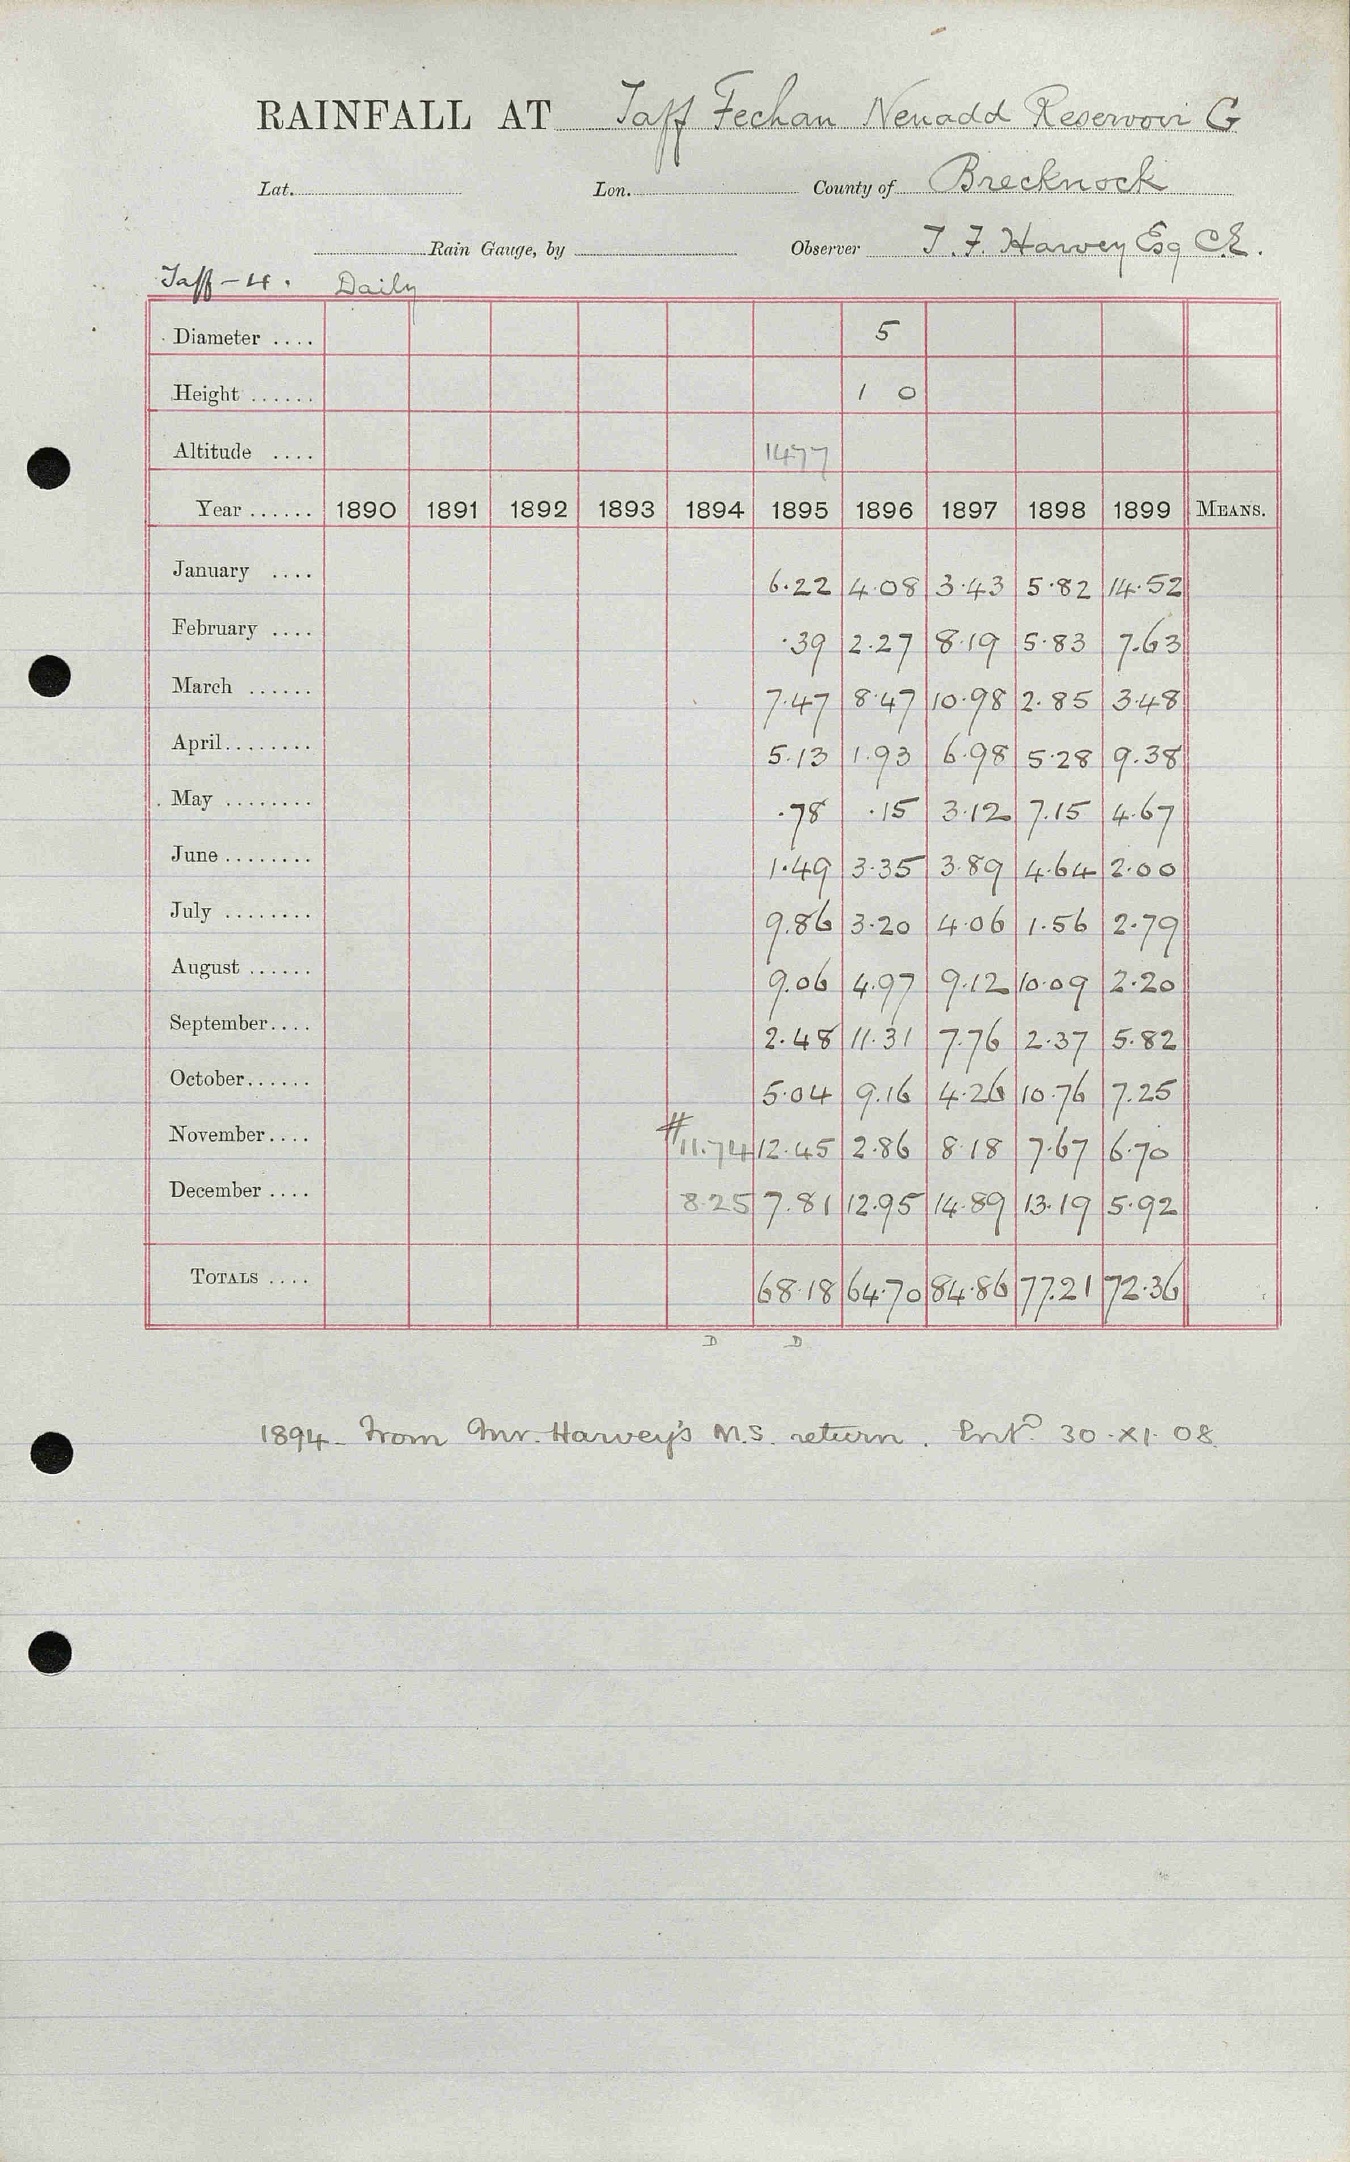 RAINFALL AT Taff Fechan Neuadd Reservoir G
Lat. Lon. County of Brecknock
Rain Gauge, by Observer T. F. Harvey Esq C.E.
Taff-4. Daily
Diameter .... 5
Height ...... 1 0
Altitude .... 1477
Year ...... 1890 1891 1892 1893 1894 1895 1896 1897 1898 1899 MEANS.
January .... 6.22 4.08 3.43 5.82 14.52
February .... .39 2.27 8.19 5.83 7.63
March ...... 7.47 8.47 10.98 2.85 3.48
April........ 5.13 1.93 6.98 5.28 9.38
May ........ .78 .15 3.12 7.15 4.67
June ........ 1.49 3.35 3.89 4.64 2.00
July ........ 9.86 3.20 4.06 1.56 2.79
August ...... 9.06 4.97 9.12 10.09 2.20
September.... 2.48 11.31 7.76 2.37 5.82
October...... 5.04 9.16 4.26 10.76 7.25
November.... #11.74 12.45 2.86 8.18 7.67 6.70
December .... 8.25 7.81 12.95 14.89 13.19 5.92
TOTALS .... 68.18 64.70 84.86 77.21 72.36
D D
1894 - From Mr. Harvey's M.S. return. Entd 30.XI.08